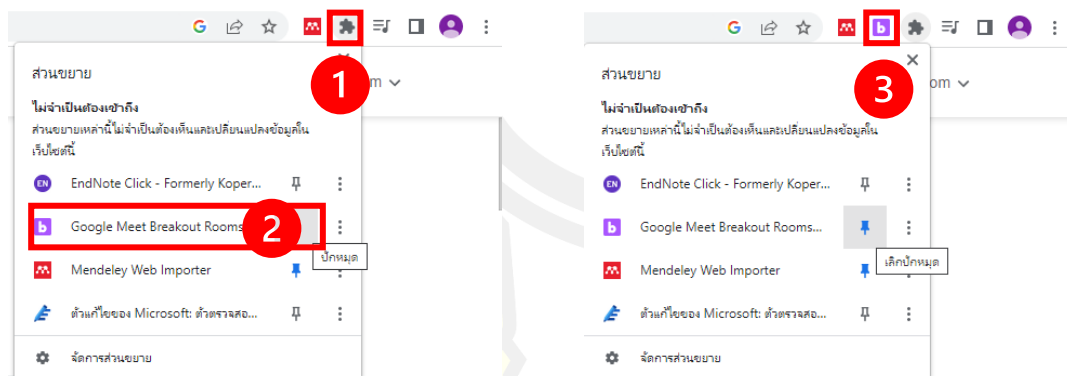 1
m
ส่วนขยาย
ไม่จำเป็นต้องเข้าถึง
ส่วนขยายเหล่านี้ไม่จำเป็นต้องเห็นและเปลี่ยนแปลงข้อมูลใน
เว็บไซต์นี้
EN EndNote Click - Formerly Koper...
b Google Meet Breakout Rooms 2
ปักหมุด
Mendeley Web Importer
ตัวแก้ไขของ Microsoft: ตัวตรวจสอ...
จัดการส่วนขยาย
b
3
om
ส่วนขยาย
ไม่จำเป็นต้องเข้าถึง
ส่วนขยายเหล่านี้ไม่จำเป็นต้องเห็นและเปลี่ยนแปลงข้อมูลใน
เว็บไซต์นี้
EN EndNote Click - Formerly Koper...
b Google Meet Breakout Rooms...
เลิกปักหมุด
Mendeley Web Importer
ตัวแก้ไขของ Microsoft: ตัวตรวจสอ...
จัดการส่วนขยาย